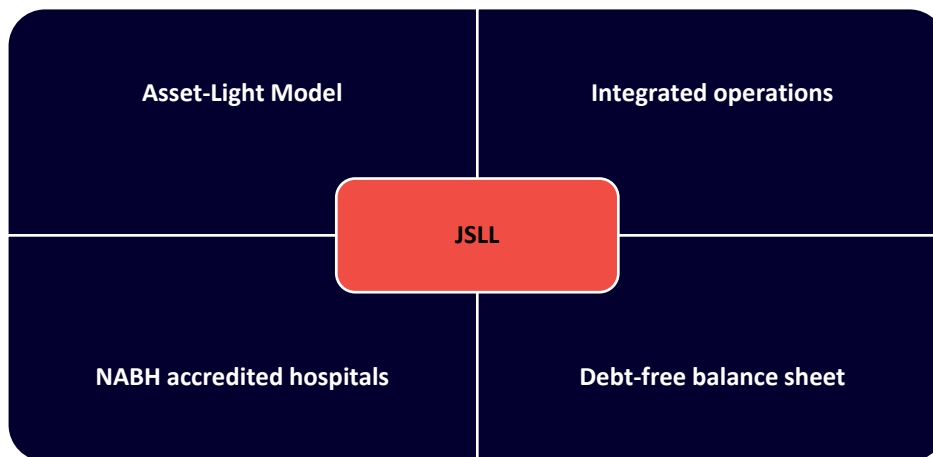 Asset-Light Model
Integrated operations
JSLL
NABH accredited hospitals
Debt-free balance sheet